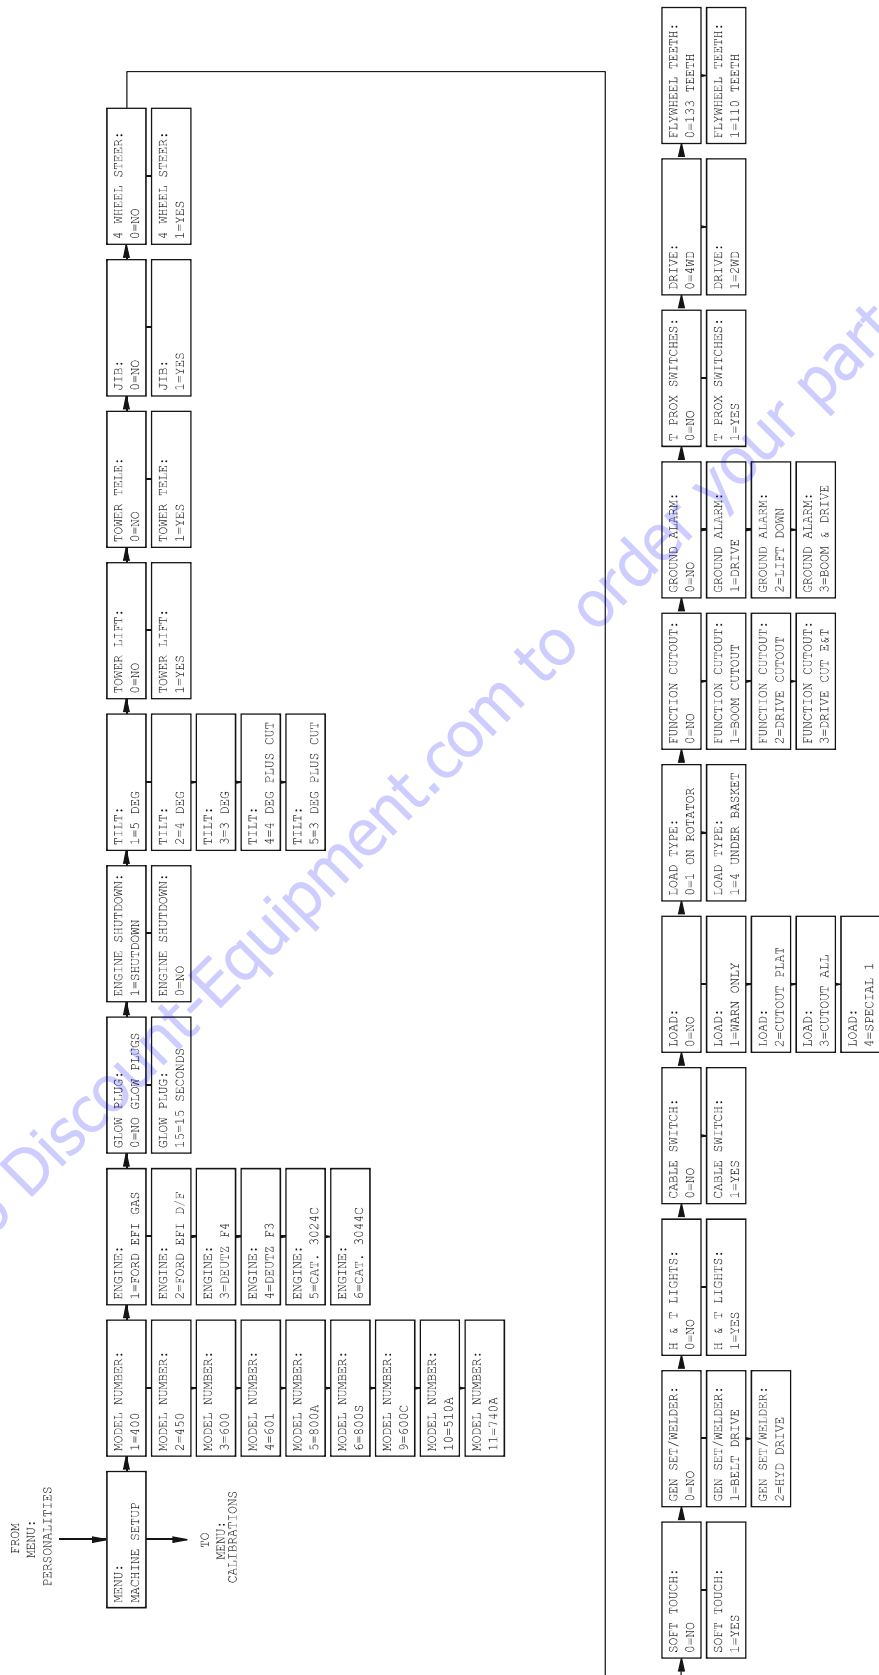 FROM
MENU:
PERSONALITIES
MENU:
MACHINE SETUP
TO
MENU:
CALIBRATIONS
MODEL NUMBER:
1=400
MODEL NUMBER:
2=450
MODEL NUMBER:
3=600
MODEL NUMBER:
4=601
MODEL NUMBER:
5=800A
MODEL NUMBER:
6=800S
MODEL NUMBER:
9=600C
MODEL NUMBER:
10=510A
MODEL NUMBER:
11=740A
ENGINE:
1=FORD EFI GAS
ENGINE:
2=FORD EFI D/F
ENGINE:
3=DEUTZ F4
ENGINE:
4=DEUTZ F3
ENGINE:
5=CAT. 3024C
ENGINE:
6=CAT. 3044C
GLOW PLUG:
0=NO GLOW PLUGS
GLOW PLUG:
15=15 SECONDS
ENGINE SHUTDOWN:
1=SHUTDOWN
ENGINE SHUTDOWN:
0=NO
TILT:
1=5 DEG
TILT:
2=4 DEG
TILT:
3=3 DEG
TILT:
4=4 DEG PLUS CUT
TILT:
5=3 DEG PLUS CUT
TOWER LIFT:
0=NO
TOWER LIFT:
1=YES
TOWER TELE:
0=NO
TOWER TELE:
1=YES
JIB:
0=NO
JIB:
1=YES
4 WHEEL STEER:
0=NO
4 WHEEL STEER:
1=YES
SOFT TOUCH:
0=NO
SOFT TOUCH:
1=YES
GEN SET/WELDER:
0=NO
GEN SET/WELDER:
1=BELT DRIVE
GEN SET/WELDER:
2=HYD DRIVE
H & T LIGHTS:
0=NO
H & T LIGHTS:
1=YES
CABLE SWITCH:
0=NO
CABLE SWITCH:
1=YES
LOAD:
0=NO
LOAD:
1=WARN ONLY
LOAD:
2=CUTOUT PLAT
LOAD:
3=CUTOUT ALL
LOAD:
4=SPECIAL 1
LOAD TYPE:
0=1 ON ROTATOR
LOAD TYPE:
1=4 UNDER BASKET
FUNCTION CUTOUT:
0=NO
FUNCTION CUTOUT:
1=BOOM CUTOUT
FUNCTION CUTOUT:
2=DRIVE CUTOUT
FUNCTION CUTOUT:
3=DRIVE CUT E&T
GROUND ALARM:
0=NO
GROUND ALARM:
1=DRIVE
GROUND ALARM:
2=LIFT DOWN
GROUND ALARM:
3=BOOM & DRIVE
T PROX SWITCHES:
0=NO
T PROX SWITCHES:
1=YES
DRIVE:
0=4WD
DRIVE:
1=2WD
FLYWHEEL TEETH:
0=133 TEETH
FLYWHEEL TEETH:
1=110 TEETH
Discount-Equipment.com to order your part